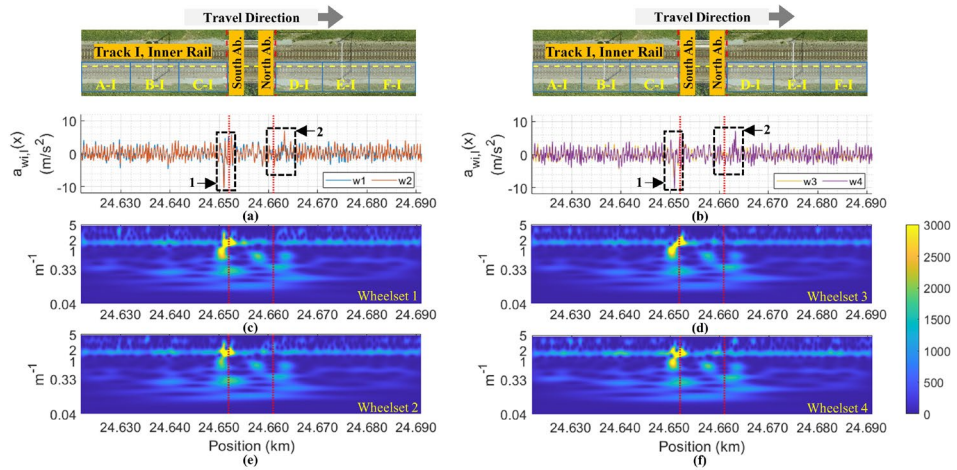 Travel Direction
Travel Direction
Track I, Inner Rail
South Ab.
North Ab.
A-I B-I C-I D-I E-I F-I
Track I, Inner Rail
South Ab.
North Ab.
A-I B-I C-I D-I E-I F-I
a_wi,l(x)
(m/s²)
10
0
-10
1
2
w1 w2
24.630 24.640 24.650 24.660 24.670 24.680 24.690
(a)
a_wi,l(x)
(m/s²)
10
0
-10
1
2
w3 w4
24.630 24.640 24.650 24.660 24.670 24.680 24.690
(b)
m⁻¹
5
2
1
0.33
0.04
Wheelset 1
24.630 24.640 24.650 24.660 24.670 24.680 24.690
(c)
m⁻¹
5
2
1
0.33
0.04
Wheelset 3
24.630 24.640 24.650 24.660 24.670 24.680 24.690
(d)
m⁻¹
5
2
1
0.33
0.04
Wheelset 2
24.630 24.640 24.650 24.660 24.670 24.680 24.690
Position (km)
(e)
m⁻¹
5
2
1
0.33
0.04
Wheelset 4
24.630 24.640 24.650 24.660 24.670 24.680 24.690
Position (km)
(f)
3000
2500
2000
1500
1000
500
0